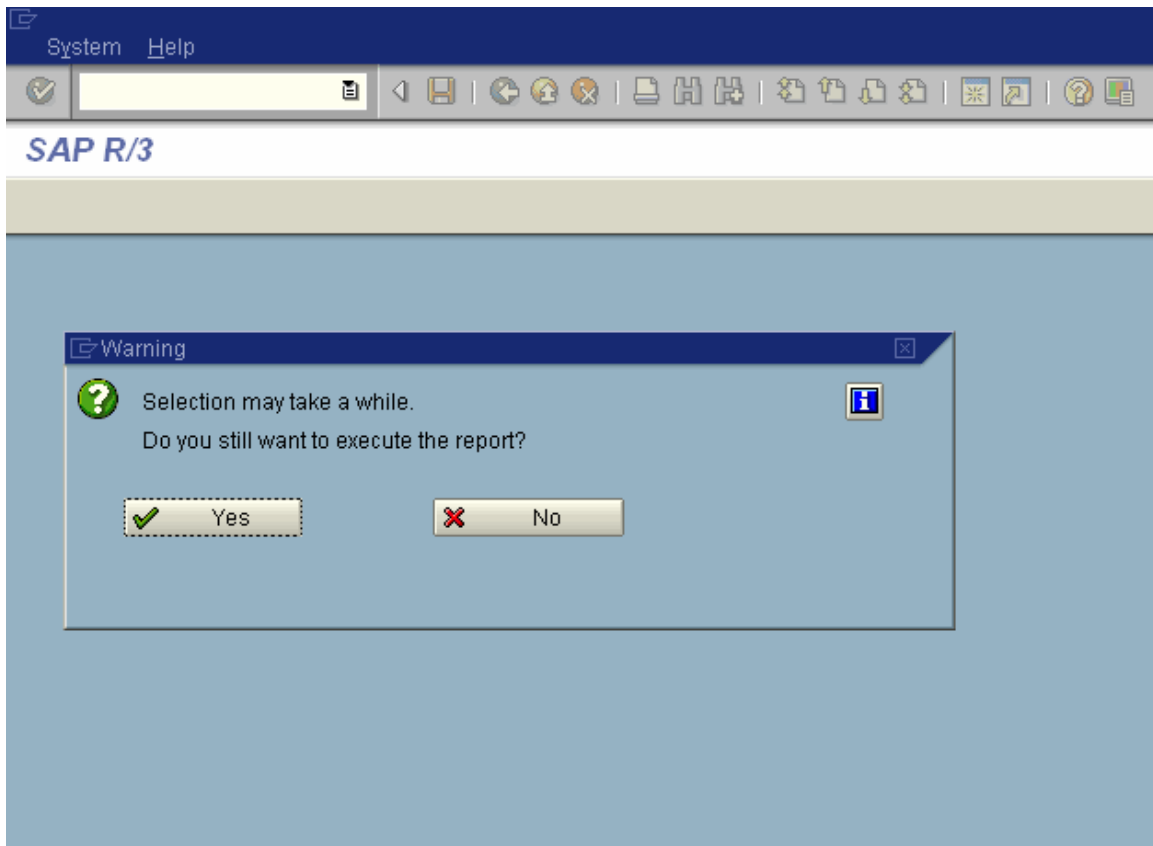 System Help
SAP R/3
Warning
Selection may take a while.
Do you still want to execute the report?
Yes No